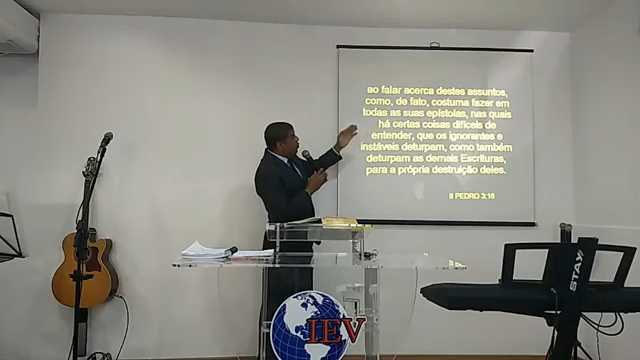 ao falar acerca destes assuntos,
como, de fato, costuma fazer em
todas as suas epístolas, nas quais
há certas coisas difíceis de
entender, que os ignorantes e
instáveis deturpam, como também
deturpam as demais Escrituras,
para a própria destruição deles.
II PEDRO 3:16
IEV
STAY